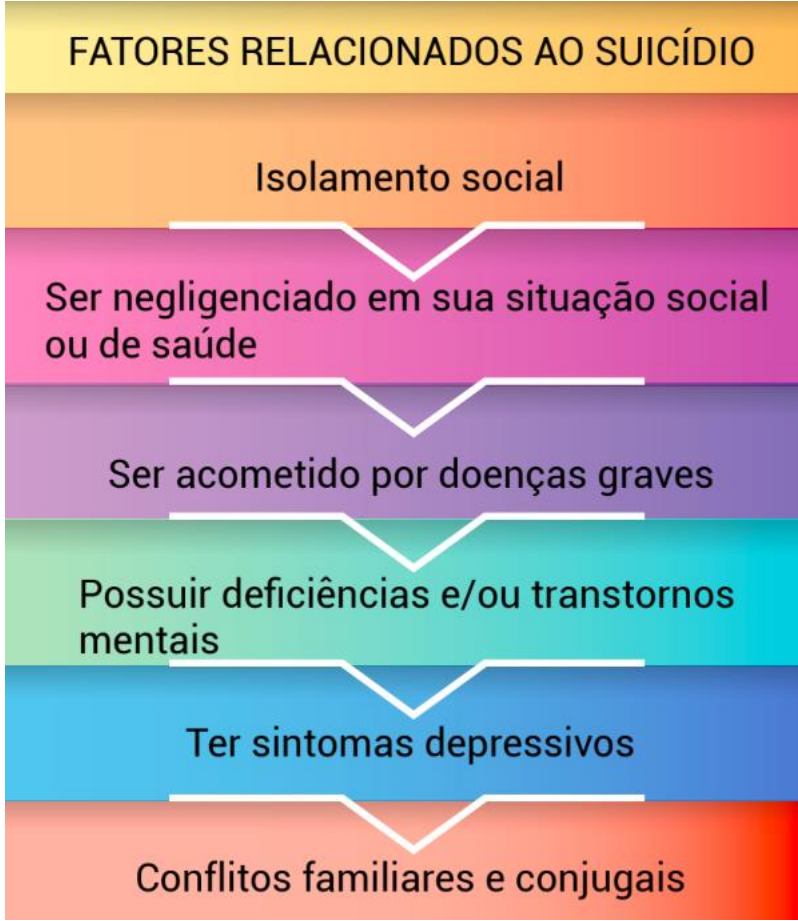 FATORES RELACIONADOS AO SUICÍDIO
Isolamento social
Ser negligenciado em sua situação social
ou de saúde
Ser acometido por doenças graves
Possuir deficiências e/ou transtornos
mentais
Ter sintomas depressivos
Conflitos familiares e conjugais